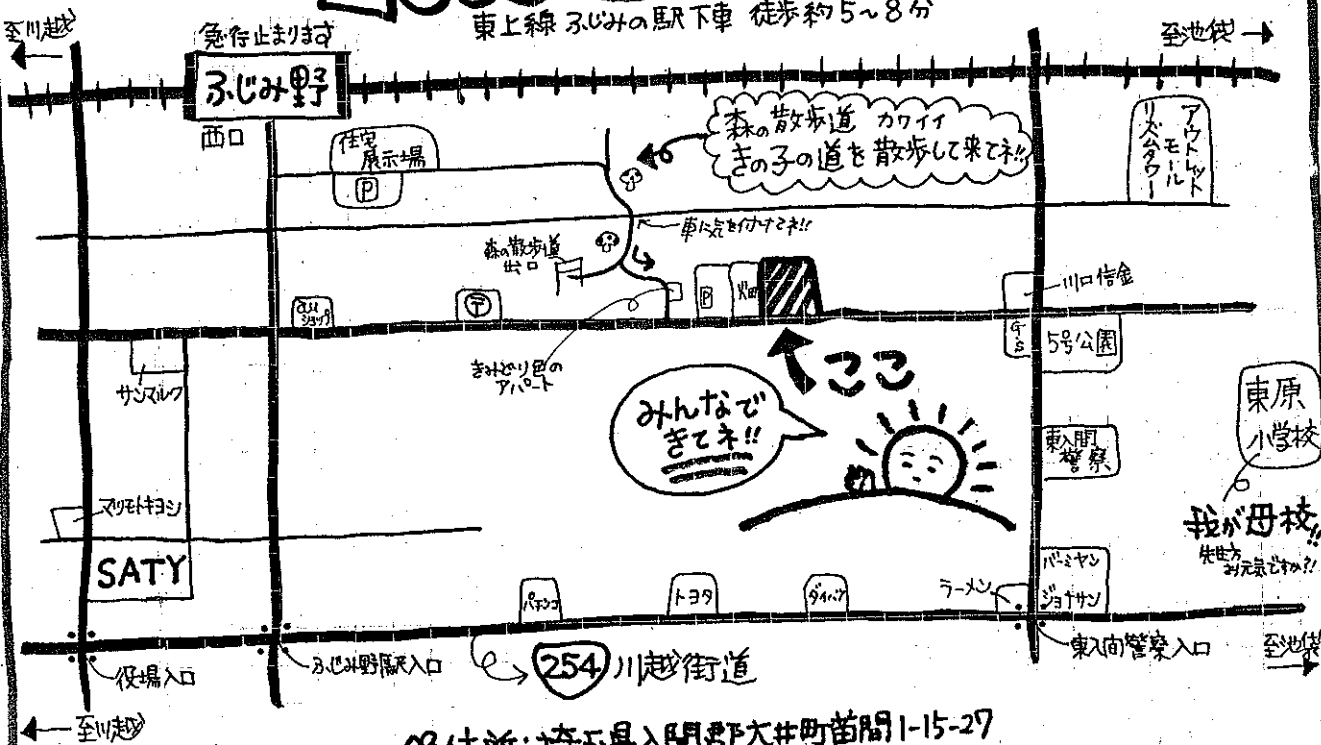 東上線 ふじみの駅下車 徒歩約5〜8分
至川越
急行止まります
至池袋
ふじみ野
西口
住宅
展示場
P
森の散歩道 カワイイ
きの子の道を散歩して来てネ!!
アウトレット
モール
リズムタワー
車に気を付けてネ!!
森の散歩道
出口
auショップ
〒
P
畑
川口信金
G.S
5号公園
サンマルク
きみどり色の
アパート
ここ
みんなで
きてネ!!
東原
小学校
東入間
警察
マツモトキヨシ
我が母校!!
先生方
お元気ですか?!
SATY
パチンコ
トヨタ
ラーメン
バーミヤン
ジョナサン
役場入口
ふじみ野駅入口
254 川越街道
東入間警察入口
至池袋
至川越
住所:埼玉県入間郡大井町苗間1-15-27